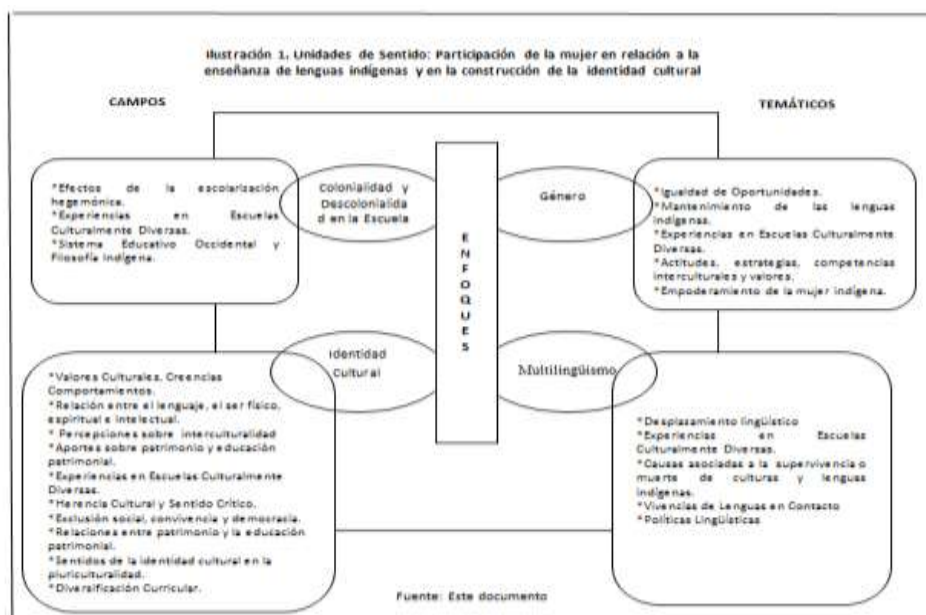 Ilustración 1. Unidades de Sentido: Participación de la mujer en relación a la
enseñanza de lenguas indígenas y en la construcción de la identidad cultural
CAMPOS
TEMÁTICOS
*Efectos de la escolarización
hegemónica.
*Experiencias en Escuelas
Culturalmente Diversas.
*Sistema Educativo Occidental y
Filosofía Indígena.
Colonialidad y
Descolonialida
d en la Escuela
ENFOQUES
Género
*Igualdad de Oportunidades.
*Mantenimiento de las lenguas
indígenas.
*Experiencias en Escuelas Culturalmente
Diversas.
*Actitudes, estrategias, competencias
interculturales y valores.
*Empoderamiento de la mujer indígena.
Identidad
Cultural
Multilingüismo
*Valores Culturales. Creencias
Comportamientos.
*Relación entre el lenguaje, el ser físico,
espiritual e intelectual.
* Percepciones sobre interculturalidad
*Aportes sobre patrimonio y educación
patrimonial.
*Experiencias en Escuelas Culturalmente
Diversas.
*Herencia Cultural y Sentido Crítico.
*Exclusión social, convivencia y democracia.
*Relaciones entre patrimonio y la educación
patrimonial.
*Sentidos de la identidad cultural en la
pluriculturalidad.
*Diversificación Curricular.
*Desplasamiento lingüístico
*Experiencias en Escuelas
Culturalmente Diversas.
*Causas asociadas a la supervivencia o
muerte de culturas y lenguas
indígenas.
*Vivencias de Lenguas en Contacto
*Políticas Lingüísticas
Fuente: Este documento